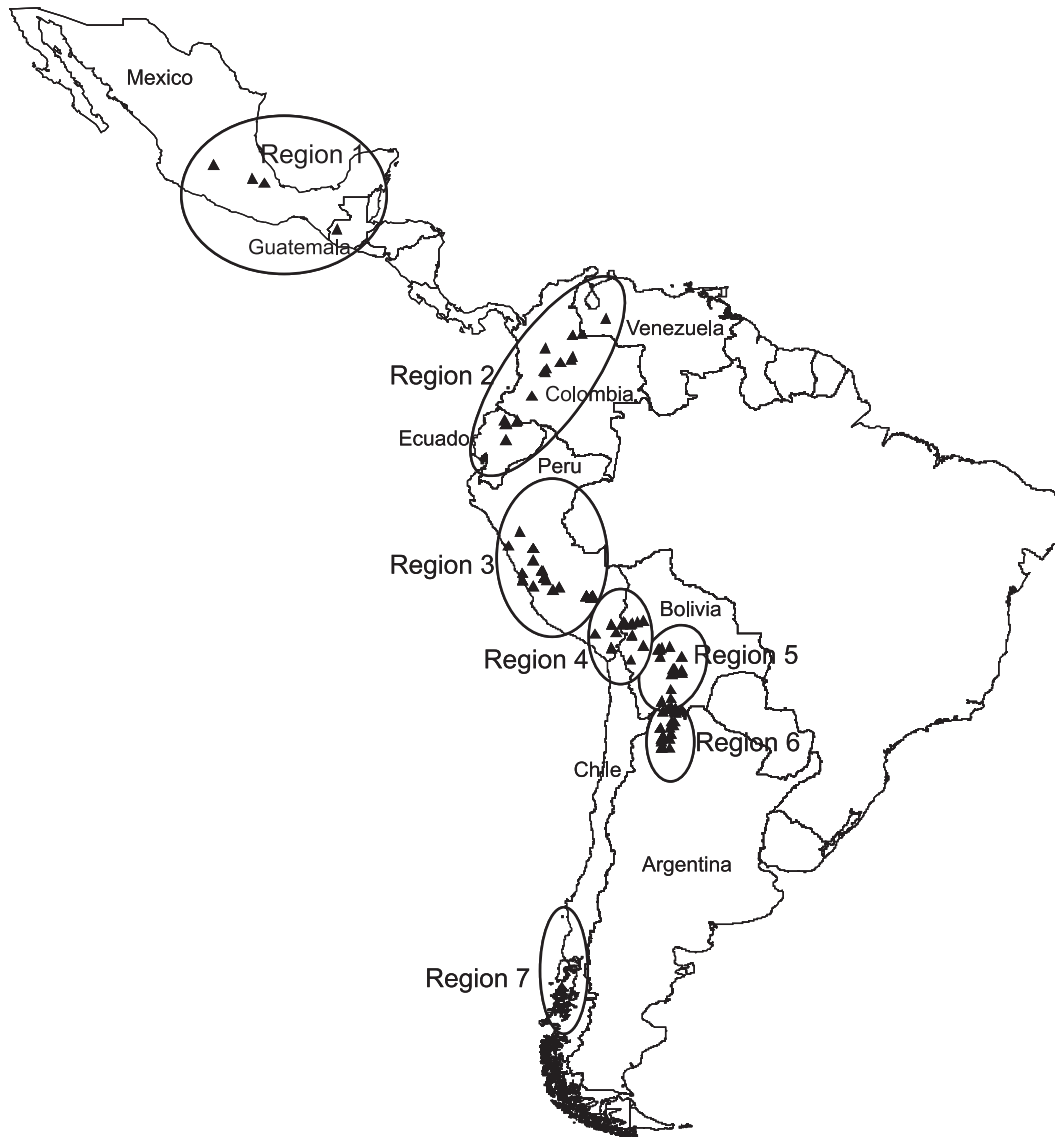 Mexico
Region 1
Guatemala
Venezuela
Region 2
Colombia
Ecuado
Peru
Region 3
Bolivia
Region 4
Region 5
Region 6
Chile
Argentina
Region 7